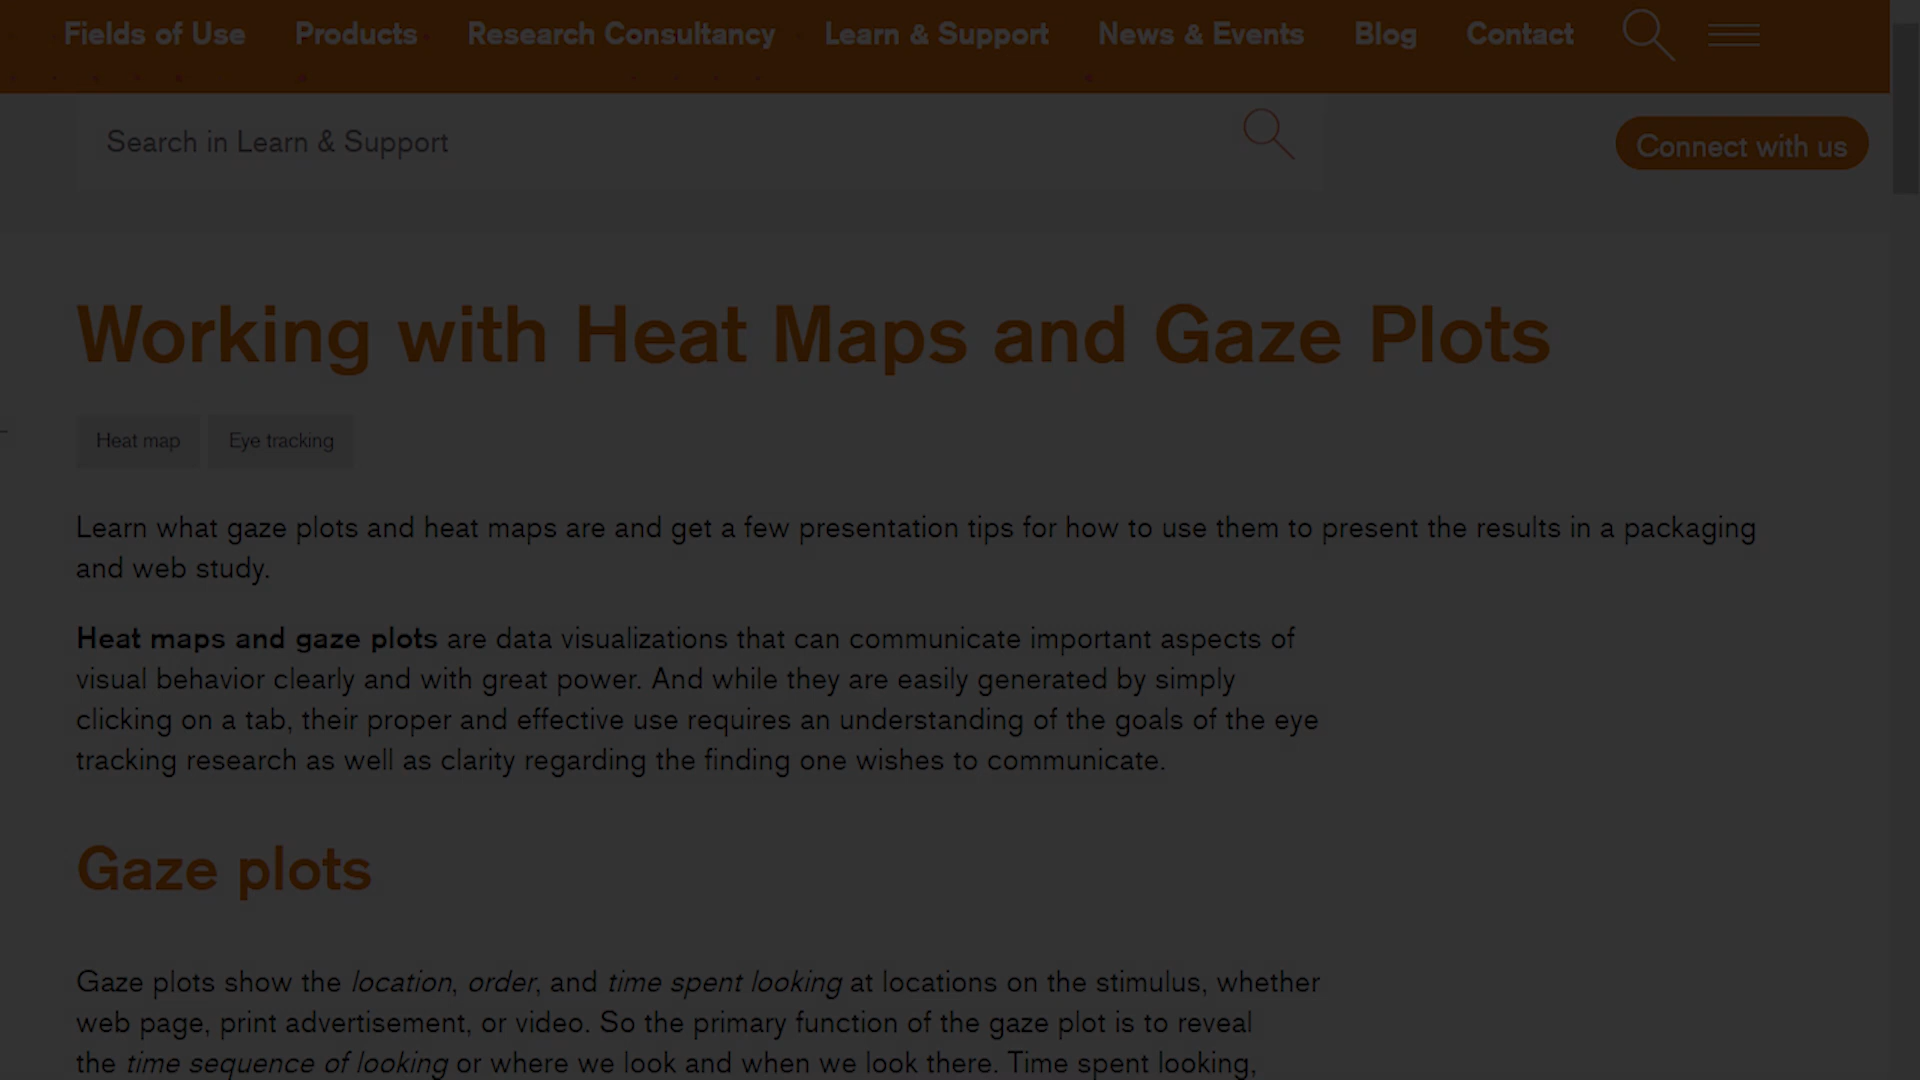 Fields of Use Products Research Consultancy Learn & Support News & Events Blog Contact
Search in Learn & Support
Connect with us
Working with Heat Maps and Gaze Plots
Heat map Eye tracking
Learn what gaze plots and heat maps are and get a few presentation tips for how to use them to present the results in a packaging
and web study.
Heat maps and gaze plots are data visualizations that can communicate important aspects of
visual behavior clearly and with great power. And while they are easily generated by simply
clicking on a tab, their proper and effective use requires an understanding of the goals of the eye
tracking research as well as clarity regarding the finding one wishes to communicate.
Gaze plots
Gaze plots show the location, order, and time spent looking at locations on the stimulus, whether
web page, print advertisement, or video. So the primary function of the gaze plot is to reveal
the time sequence of looking or where we look and when we look there. Time spent looking,